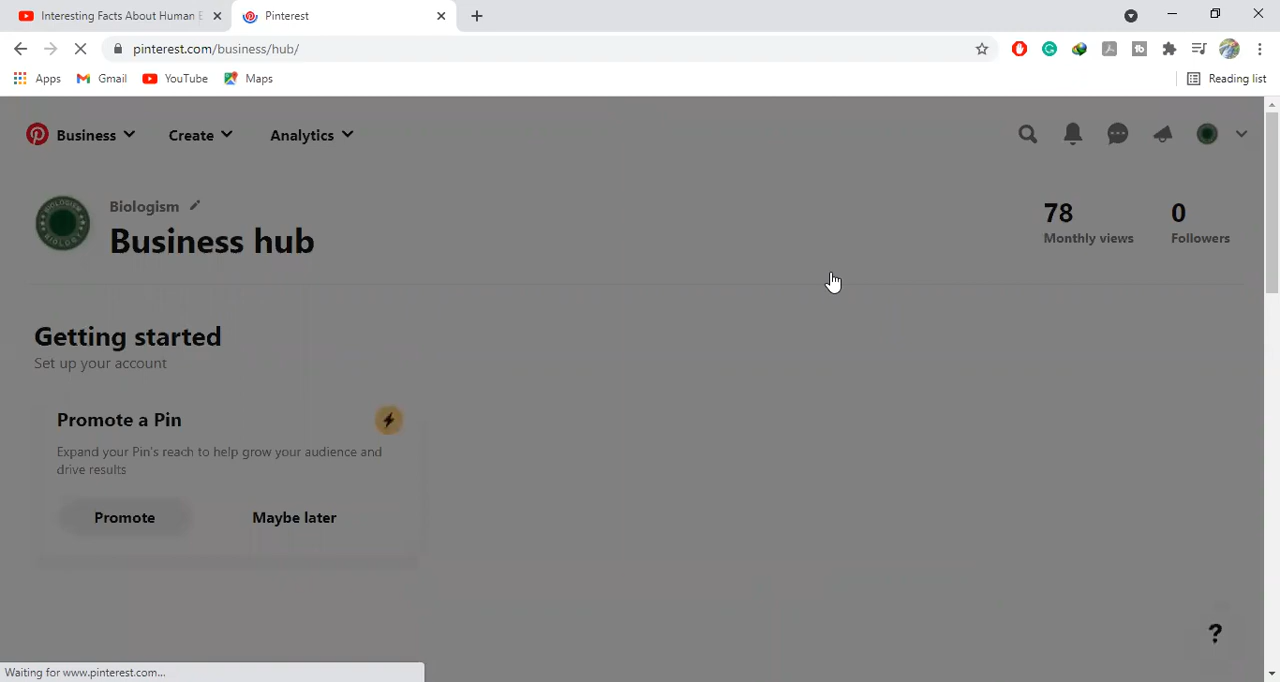 Interesting Facts About Human E
Pinterest
pinterest.com/business/hub/
Apps
Gmail
YouTube
Maps
Reading list
Business
Create
Analytics
Biologism
Business hub
78
Monthly views
0
Followers
Getting started
Set up your account
Promote a Pin
Expand your Pin's reach to help grow your audience and
drive results
Promote
Maybe later
?
Waiting for www.pinterest.com...